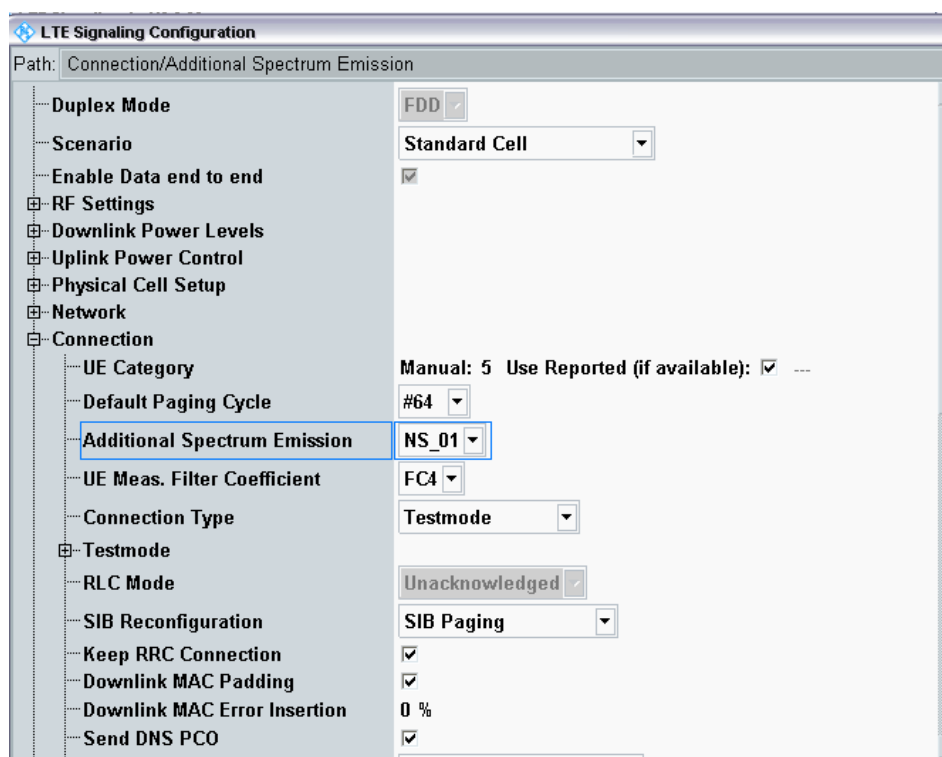 LTE Signaling Configuration
Path: Connection/Additional Spectrum Emission
Duplex Mode FDD
Scenario Standard Cell
Enable Data end to end
RF Settings
Downlink Power Levels
Uplink Power Control
Physical Cell Setup
Network
Connection
UE Category Manual: 5 Use Reported (if available): ---
Default Paging Cycle #64
Additional Spectrum Emission NS_01
UE Meas. Filter Coefficient FC4
Connection Type Testmode
Testmode
RLC Mode Unacknowledged
SIB Reconfiguration SIB Paging
Keep RRC Connection
Downlink MAC Padding
Downlink MAC Error Insertion 0 %
Send DNS PCO